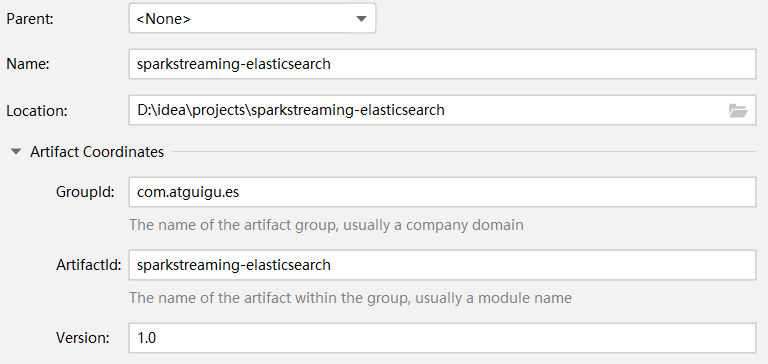 Parent: <None>
Name: sparkstreaming-elasticsearch
Location: D:\idea\projects\sparkstreaming-elasticsearch
Artifact Coordinates
GroupId: com.atguigu.es
The name of the artifact group, usually a company domain
ArtifactId: sparkstreaming-elasticsearch
The name of the artifact within the group, usually a module name
Version: 1.0